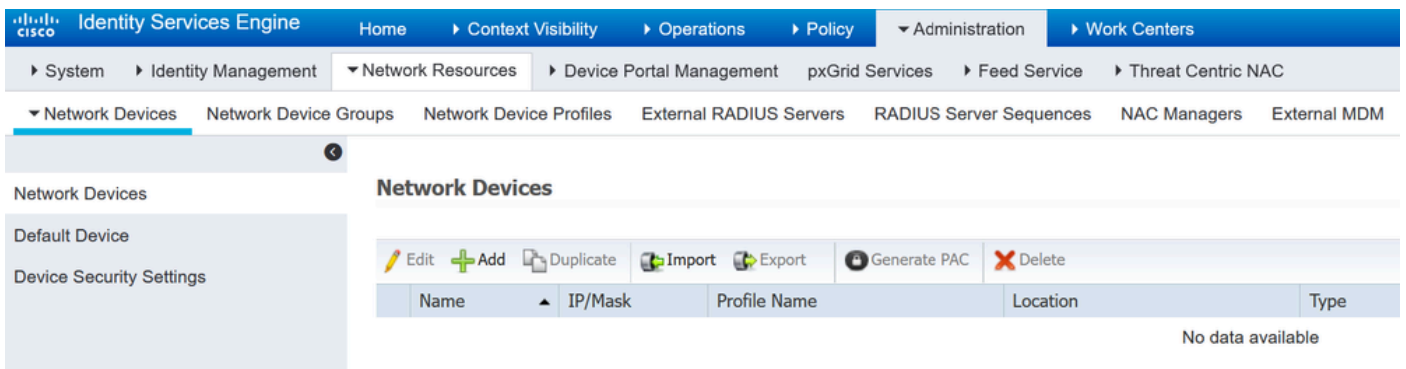 cisco Identity Services Engine Home Context Visibility Operations Policy Administration Work Centers
System Identity Management Network Resources Device Portal Management pxGrid Services Feed Service Threat Centric NAC
Network Devices Network Device Groups Network Device Profiles External RADIUS Servers RADIUS Server Sequences NAC Managers External MDM
Network Devices
Default Device
Device Security Settings
Network Devices
Edit Add Duplicate Import Export Generate PAC Delete
Name IP/Mask Profile Name Location Type
No data available